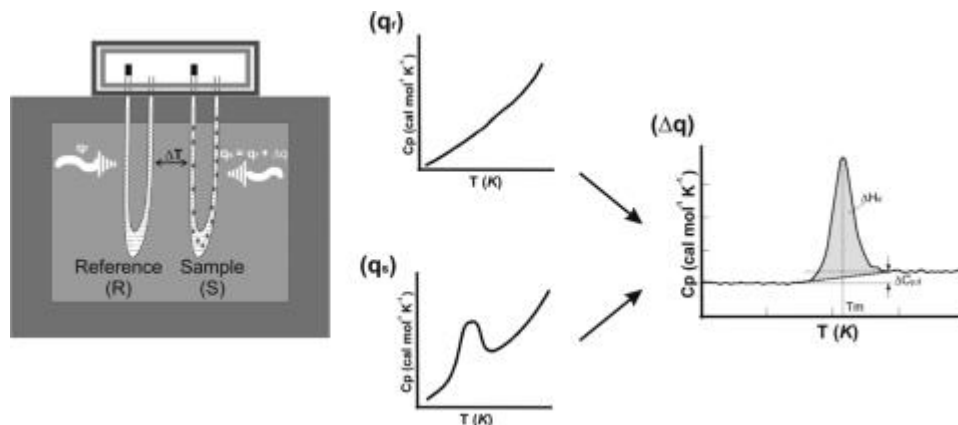 qr
ΔT
qs = qr + Δq
Reference
(R)
Sample
(S)
(qr)
Cp (cal mol-1 K-1)
T (K)
(qs)
Cp (cal mol-1 K-1)
T (K)
(Δq)
Cp (cal mol-1 K-1)
ΔHd
ΔCp,d
Tm
T (K)